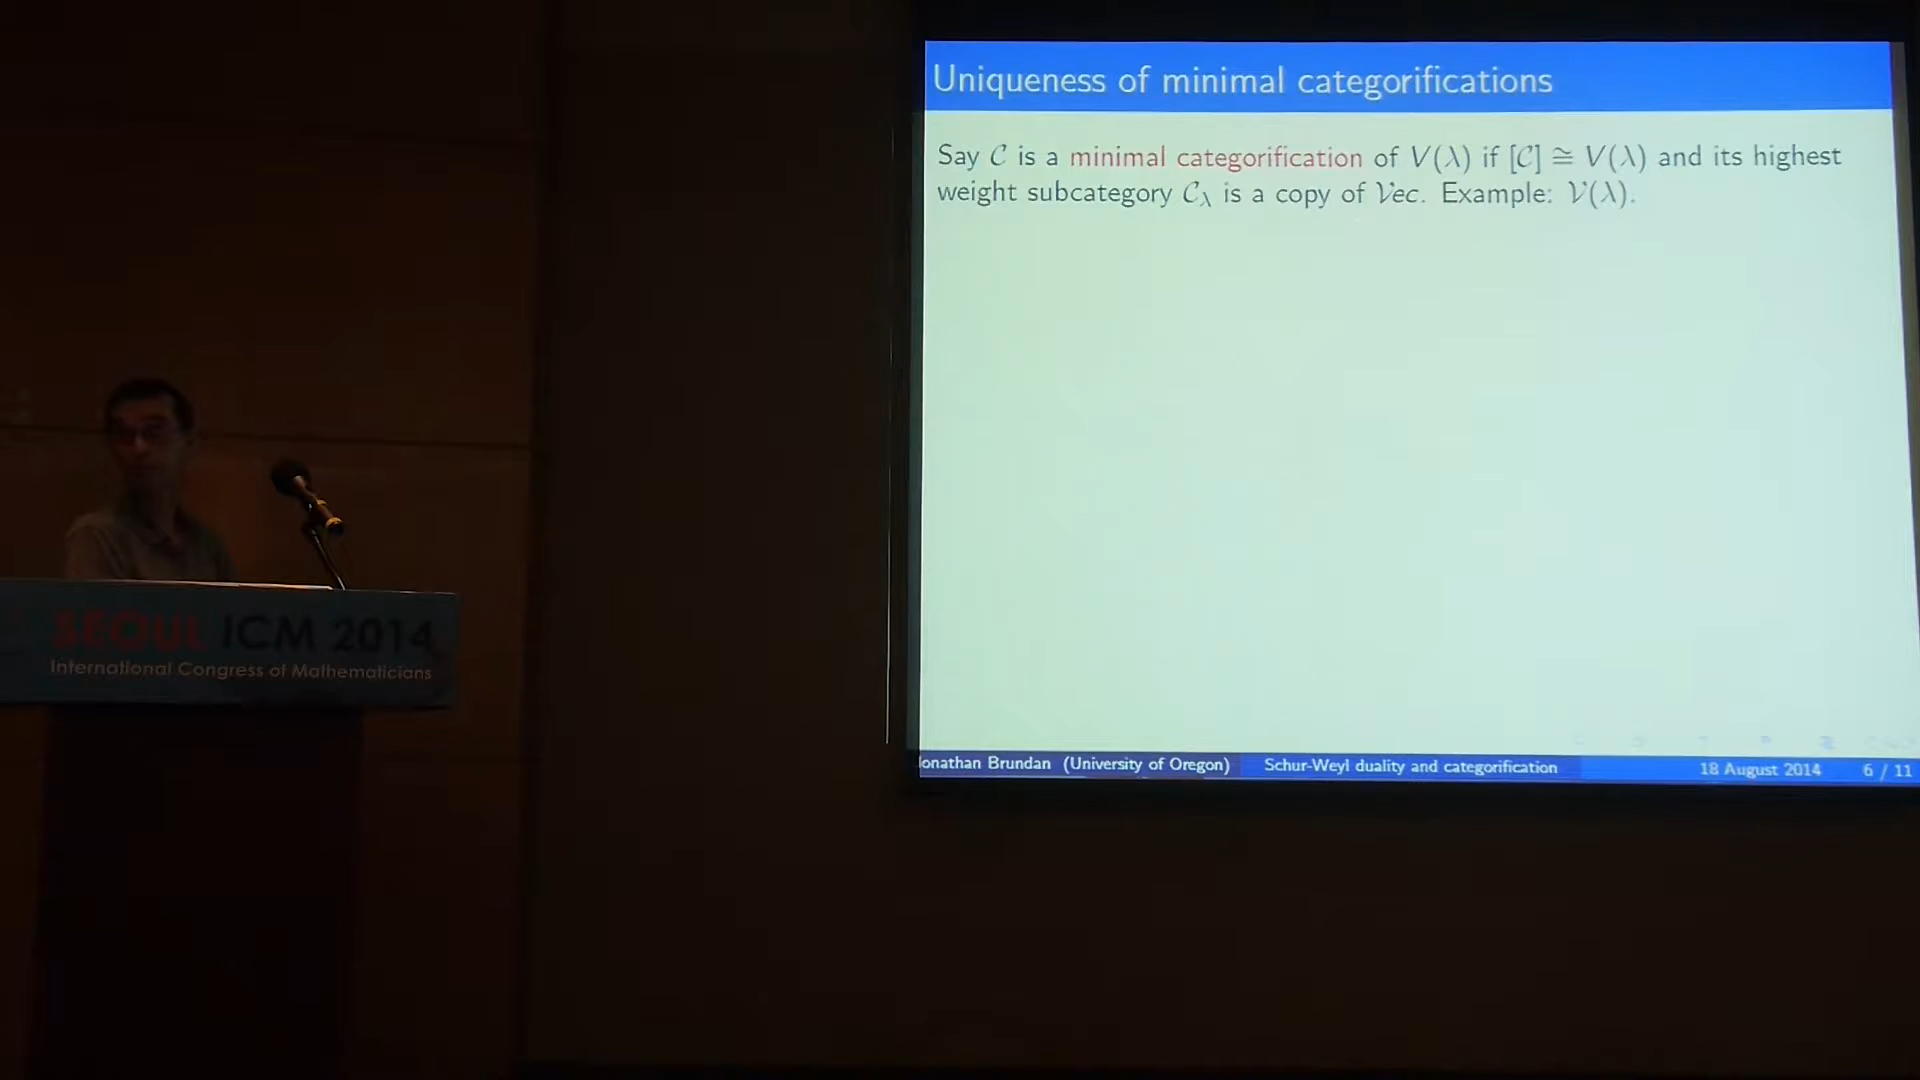 Uniqueness of minimal categorifications
Say 𝒞 is a minimal categorification of V(λ) if [𝒞] ≅ V(λ) and its highest
weight subcategory 𝒞λ is a copy of 𝒱ec. Example: 𝒱(λ).
Jonathan Brundan (University of Oregon) Schur-Weyl duality and categorification 18 August 2014 6 / 11
SEOUL ICM 2014
International Congress of Mathematicians